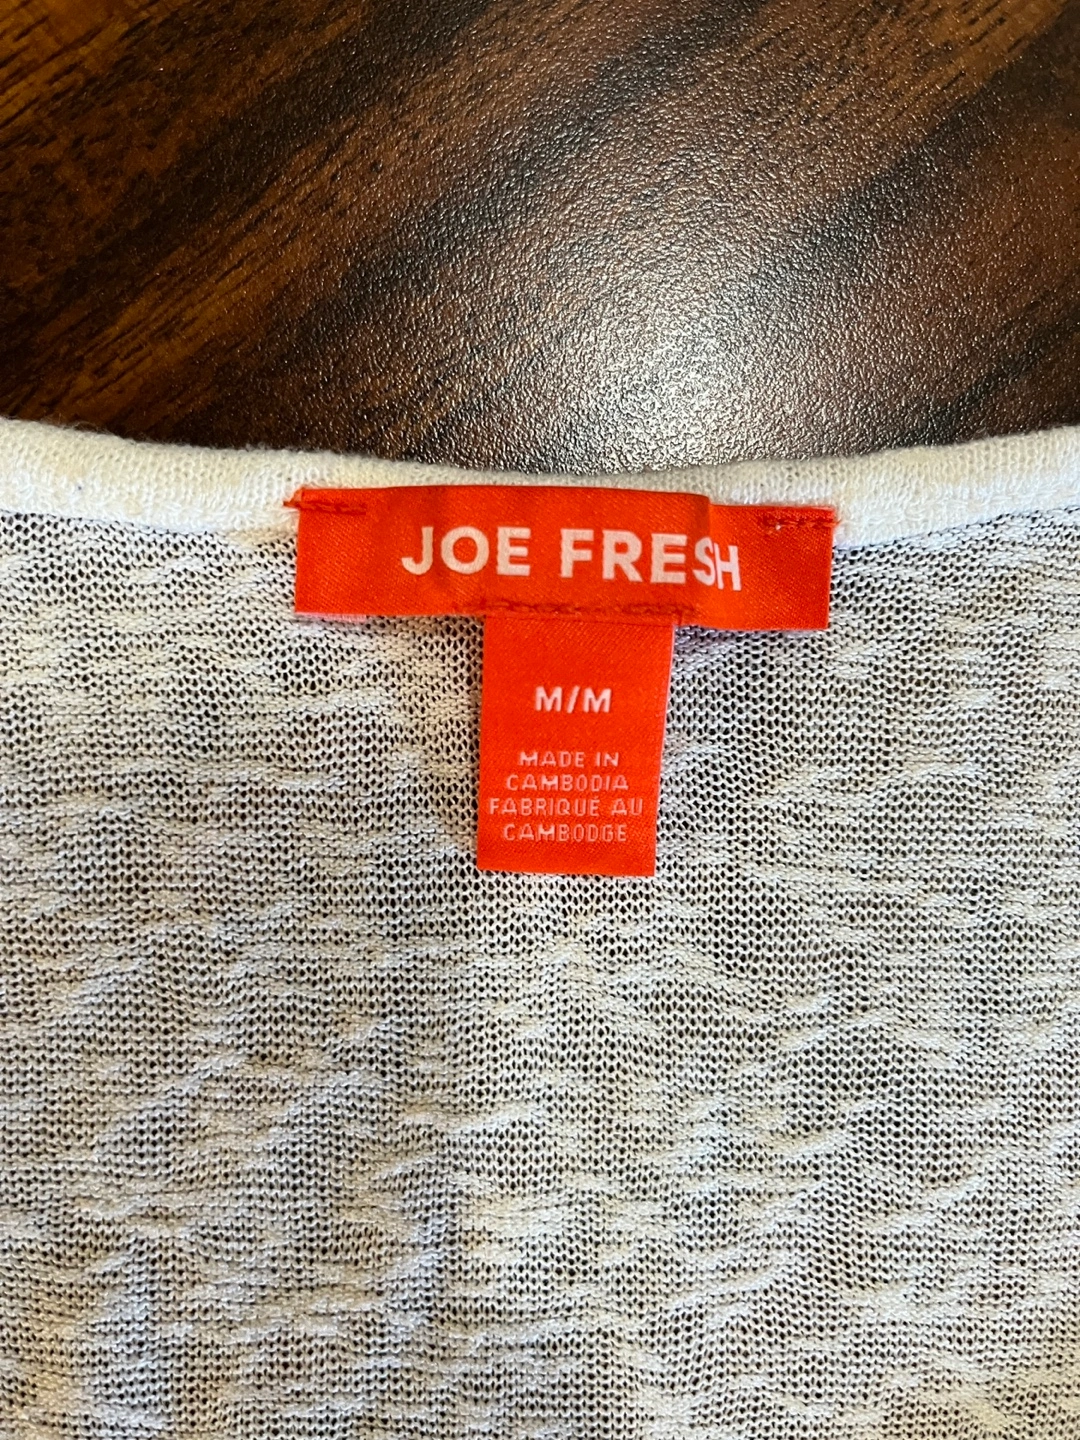 JOE FRESH
M/M
MADE IN
CAMBODIA
FABRIQUÉ AU
CAMBODGE